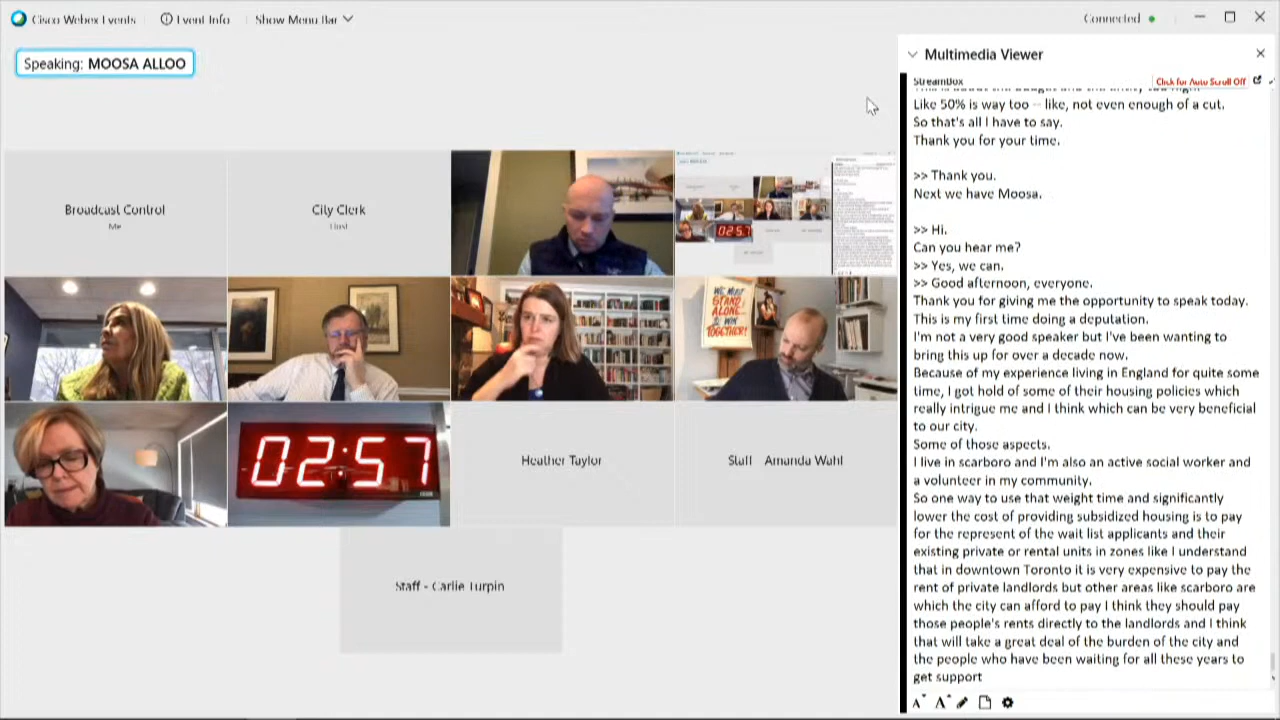 Cisco Webex Events
Event Info
Show Menu Bar
Connected
Speaking: MOOSA ALLOO
Multimedia Viewer
StreamBox
Click for Auto Scroll Off
Like 50% is way too -- like, not even enough of a cut.
So that's all I have to say.
Thank you for your time.
>> Thank you.
Next we have Moosa.
>> Hi.
Can you hear me?
>> Yes, we can.
>> Good afternoon, everyone.
Thank you for giving me the opportunity to speak today.
This is my first time doing a deputation.
I'm not a very good speaker but I've been wanting to
bring this up for over a decade now.
Because of my experience living in England for quite some
time, I got hold of some of their housing policies which
really intrigue me and I think which can be very beneficial
to our city.
Some of those aspects.
I live in scarboro and I'm also an active social worker and
a volunteer in my community.
So one way to use that weight time and significantly
lower the cost of providing subsidized housing is to pay
for the represent of the wait list applicants and their
existing private or rental units in zones like I understand
that in downtown Toronto it is very expensive to pay the
rent of private landlords but other areas like scarboro are
which the city can afford to pay I think they should pay
those people's rents directly to the landlords and I think
that will take a great deal of the burden of the city and
the people who have been waiting for all these years to
get support
Broadcast Control
Me
City Clerk
Host
02:57
WE MUST
STAND
ALONE...
WIN
TOGETHER!
02:57
Heather Taylor
Staff Amanda Wahl
Staff - Carlie Turpin